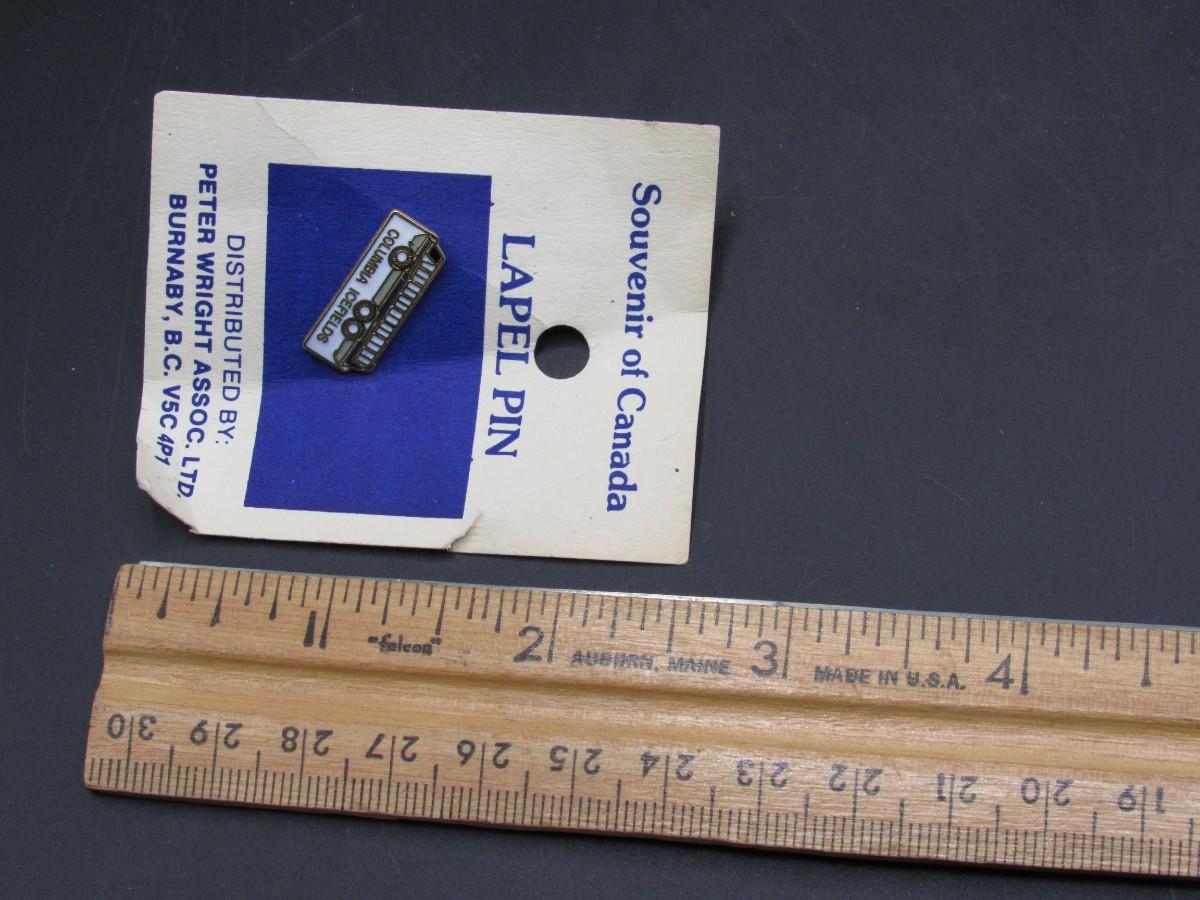 Souvenir of Canada
LAPEL PIN
COLUMBIA ICEFIELDS
DISTRIBUTED BY:
PETER WRIGHT ASSOC. LTD.
BURNABY, B.C. V5C 4P1
1 "falcon" 2 AUBURN, MAINE 3 MADE IN U.S.A. 4
30 29 28 27 26 25 24 23 22 21 20 19